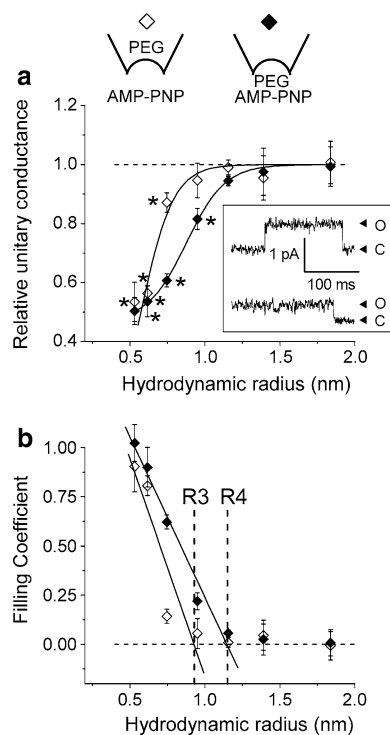 PEG
AMP-PNP
PEG
AMP-PNP
a
Relative unitary conductance
1.2
1.0
0.8
0.6
0.4
*
*
*
*
*
*
*
O
C
1 pA
100 ms
O
C
0.5 1.0 1.5 2.0
Hydrodynamic radius (nm)
b
Filling Coefficient
1.00
0.75
0.50
0.25
0.00
R3 R4
0.5 1.0 1.5 2.0
Hydrodynamic radius (nm)